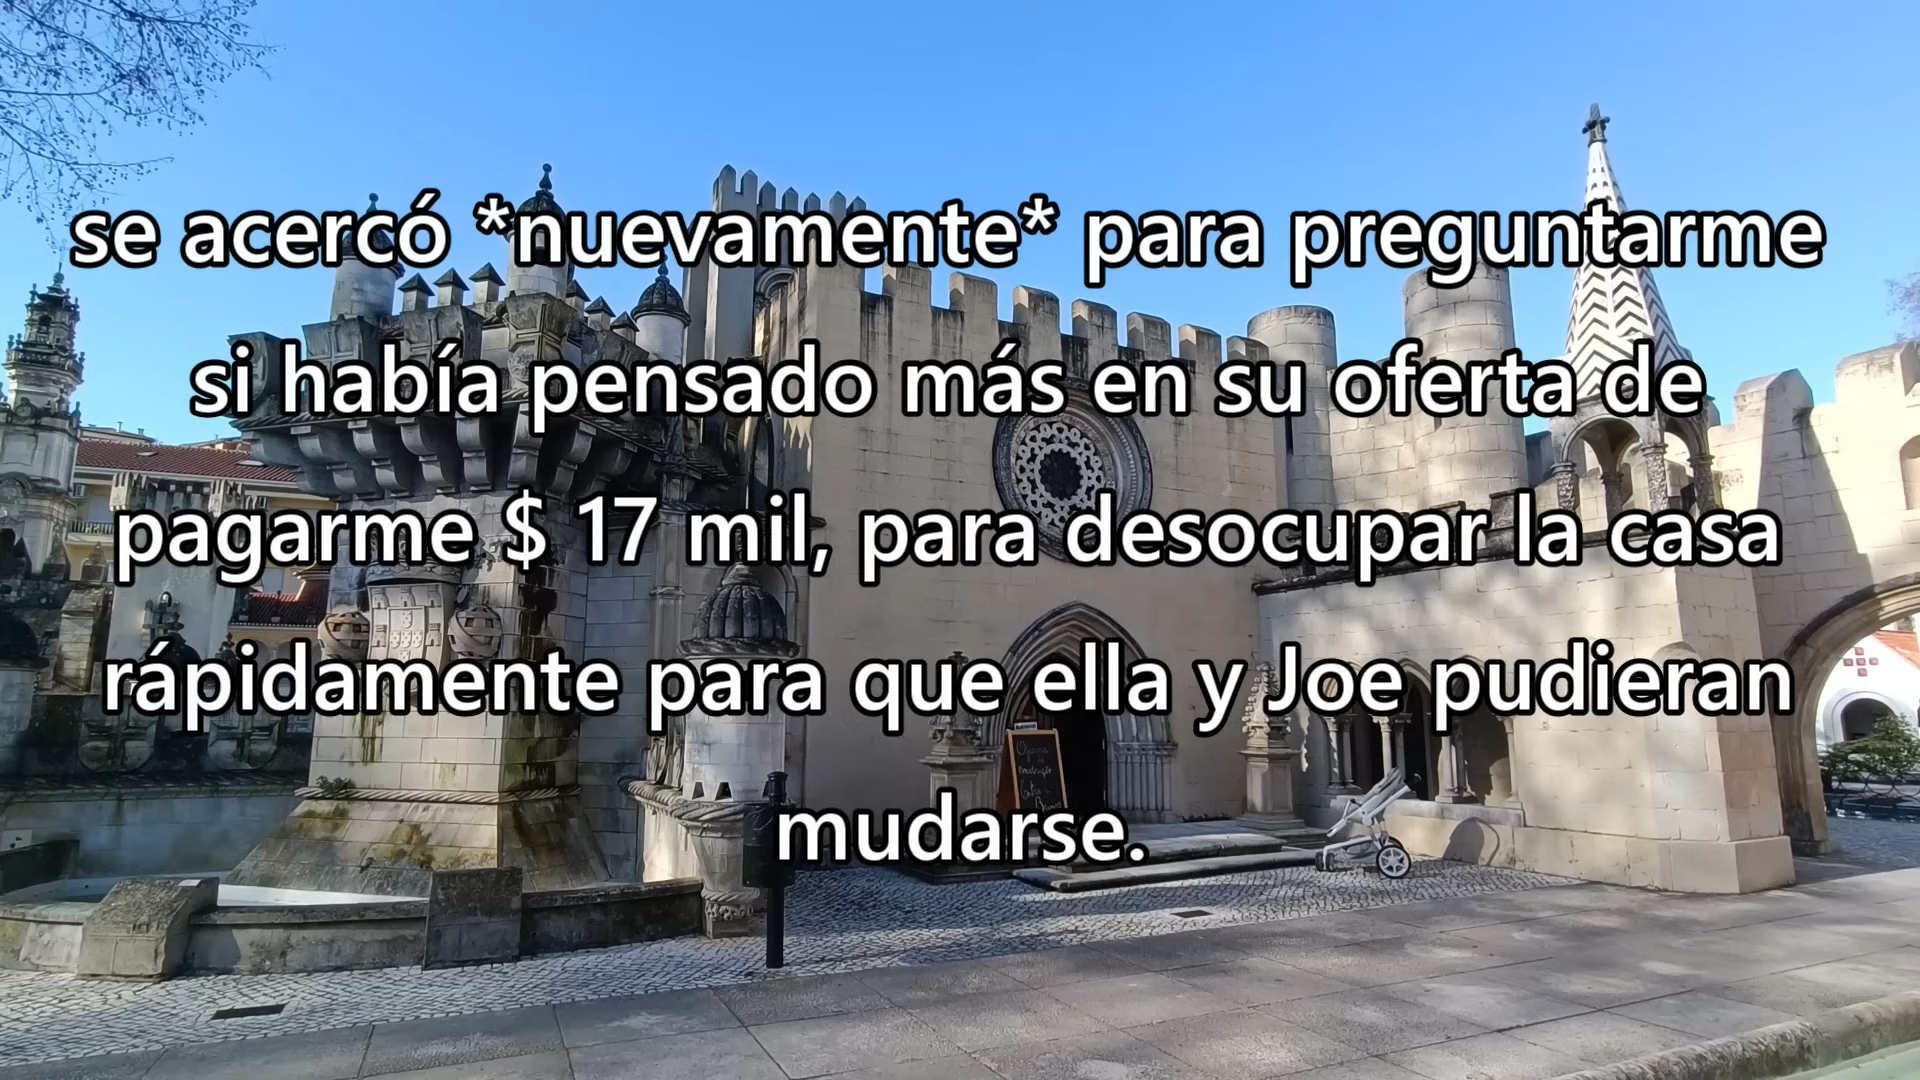 se acercó *nuevamente* para preguntarme
si había pensado más en su oferta de
pagarme $ 17 mil, para desocupar la casa
rápidamente para que ella y Joe pudieran
mudarse.